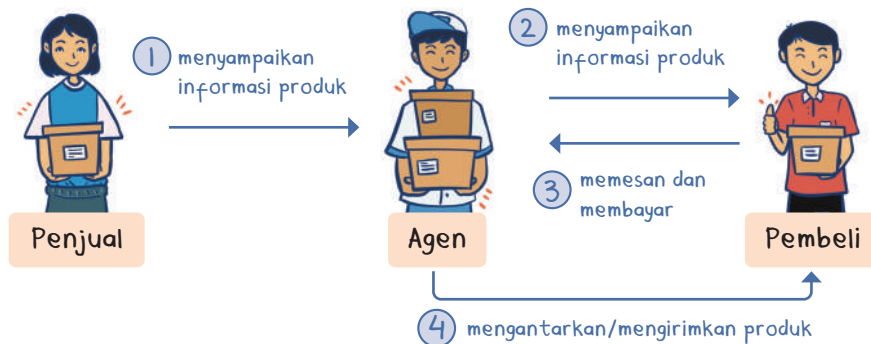 1 menyampaikan
informasi produk
2 menyampaikan
informasi produk
3 memesan dan
membayar
Penjual
Agen
Pembeli
4 mengantarkan/mengirimkan produk